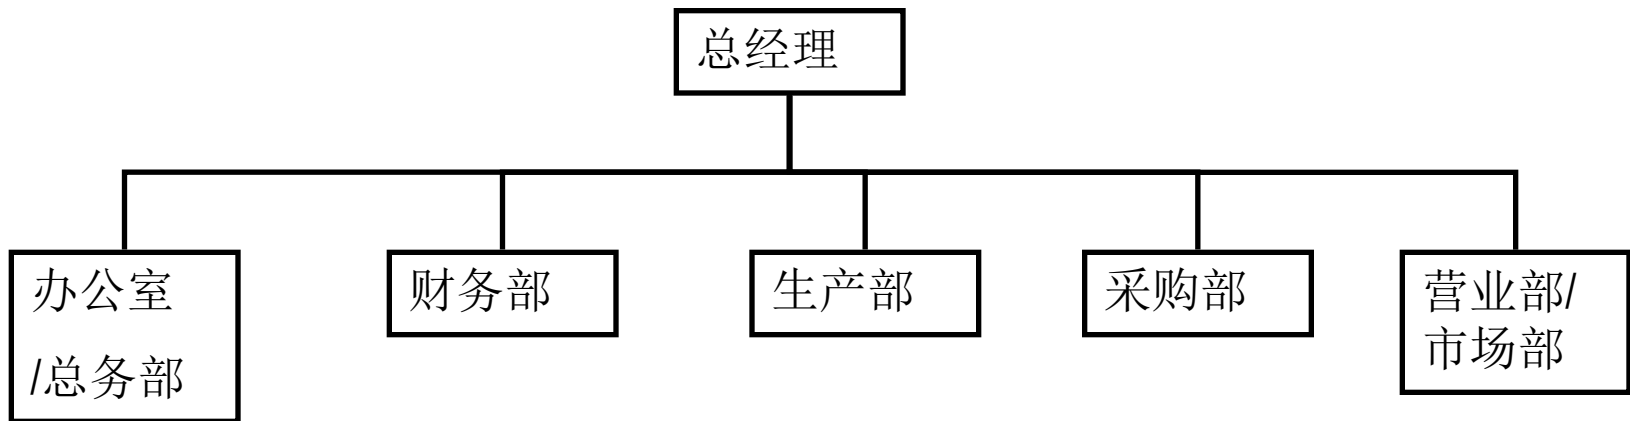 总经理
办公室
/总务部
财务部
生产部
采购部
营业部/
市场部